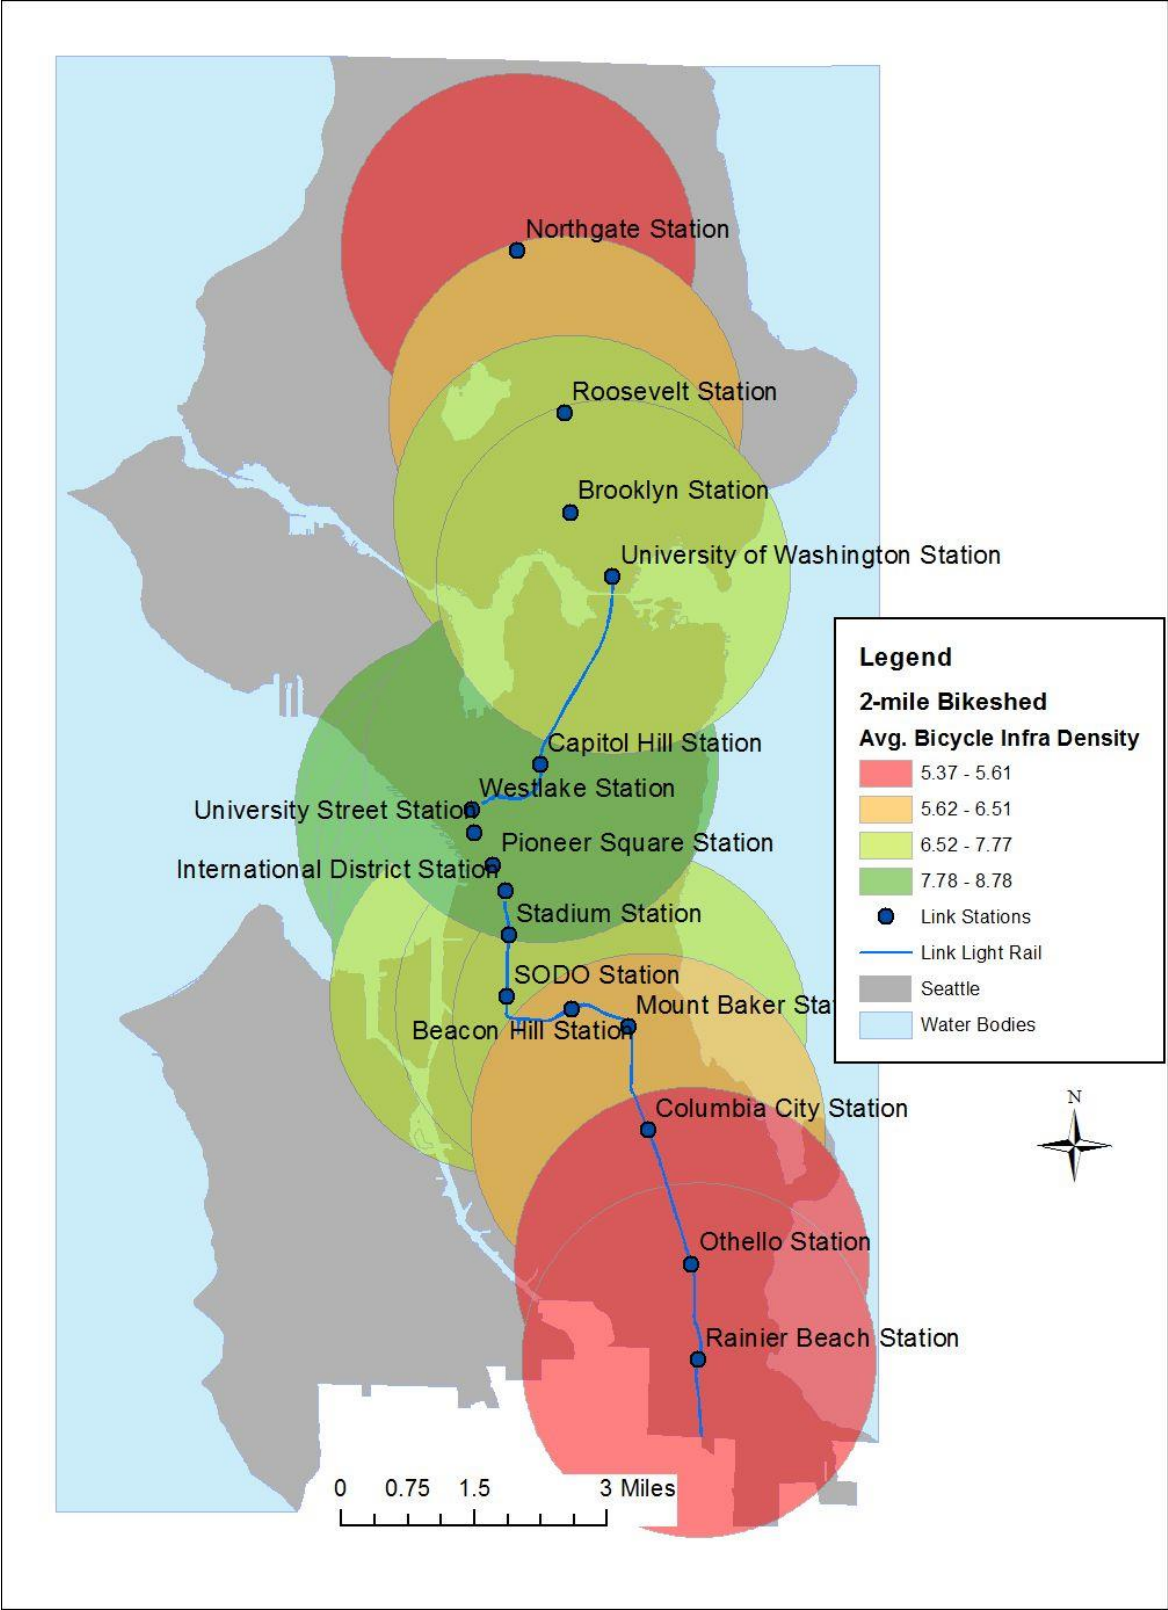 Northgate Station
Roosevelt Station
Brooklyn Station
University of Washington Station
Capitol Hill Station
Westlake Station
University Street Station
Pioneer Square Station
International District Station
Stadium Station
SODO Station
Mount Baker Stat
Beacon Hill Station
Columbia City Station
Othello Station
Rainier Beach Station
Legend
2-mile Bikeshed
Avg. Bicycle Infra Density
5.37 - 5.61
5.62 - 6.51
6.52 - 7.77
7.78 - 8.78
Link Stations
Link Light Rail
Seattle
Water Bodies
N
0 0.75 1.5 3 Miles